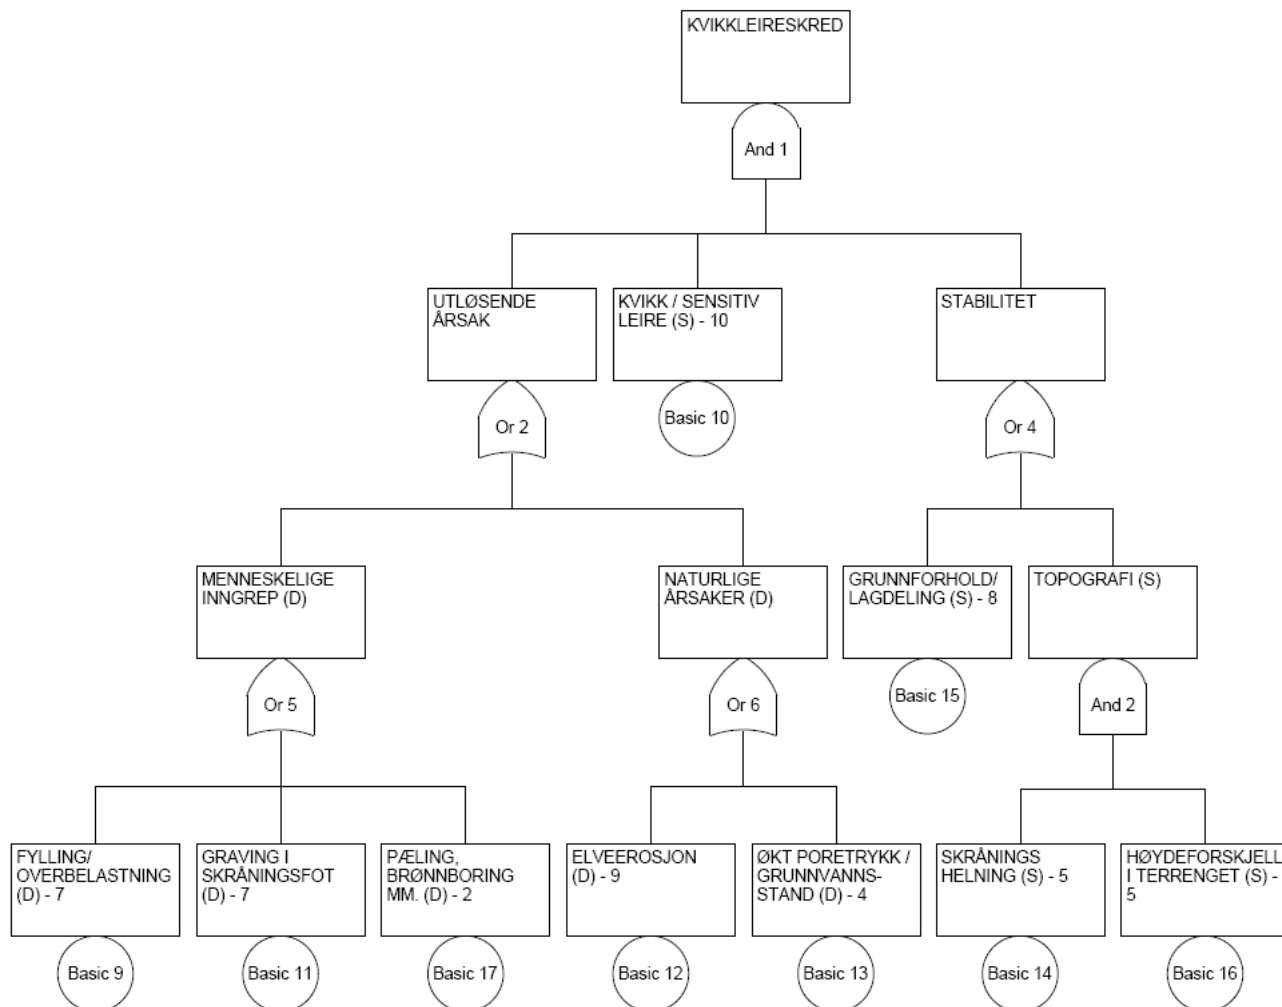 KVIKKLEIRESKRED
And 1
UTLØSENDE
ÅRSAK
Or 2
KVIKK / SENSITIV
LEIRE (S) - 10
Basic 10
STABILITET
Or 4
MENNESKELIGE
INNGREP (D)
Or 5
NATURLIGE
ÅRSAKER (D)
Or 6
GRUNNFORHOLD/
LAGDELING (S) - 8
Basic 15
TOPOGRAFI (S)
And 2
FYLLING/
OVERBELASTNING
(D) - 7
Basic 9
GRAVING I
SKRÅNINGSFOT
(D) - 7
Basic 11
PÆLING,
BRØNNBORING
MM. (D) - 2
Basic 17
ELVEEROSJON
(D) - 9
Basic 12
ØKT PORETRYKK /
GRUNNVANNS-
STAND (D) - 4
Basic 13
SKRÅNINGS
HELNING (S) - 5
Basic 14
HØYDEFORSKJELL
I TERRENGET (S) -
5
Basic 16